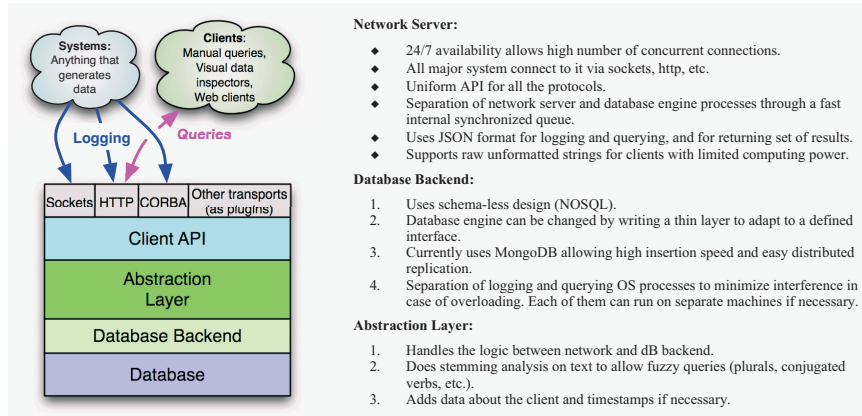 Systems:
Anything that
generates
data
Clients:
Manual queries,
Visual data
inspectors,
Web clients
Logging
Queries
Sockets
HTTP
CORBA
Other transports
(as plugins)
Client API
Abstraction
Layer
Database Backend
Database
Network Server:
◆ 24/7 availability allows high number of concurrent connections.
◆ All major system connect to it via sockets, http, etc.
◆ Uniform API for all the protocols.
◆ Separation of network server and database engine processes through a fast
internal synchronized queue.
◆ Uses JSON format for logging and querying, and for returning set of results.
◆ Supports raw unformatted strings for clients with limited computing power.
Database Backend:
1. Uses schema-less design (NOSQL).
2. Database engine can be changed by writing a thin layer to adapt to a defined
interface.
3. Currently uses MongoDB allowing high insertion speed and easy distributed
replication.
4. Separation of logging and querying OS processes to minimize interference in
case of overloading. Each of them can run on separate machines if necessary.
Abstraction Layer:
1. Handles the logic between network and dB backend.
2. Does stemming analysis on text to allow fuzzy queries (plurals, conjugated
verbs, etc.).
3. Adds data about the client and timestamps if necessary.